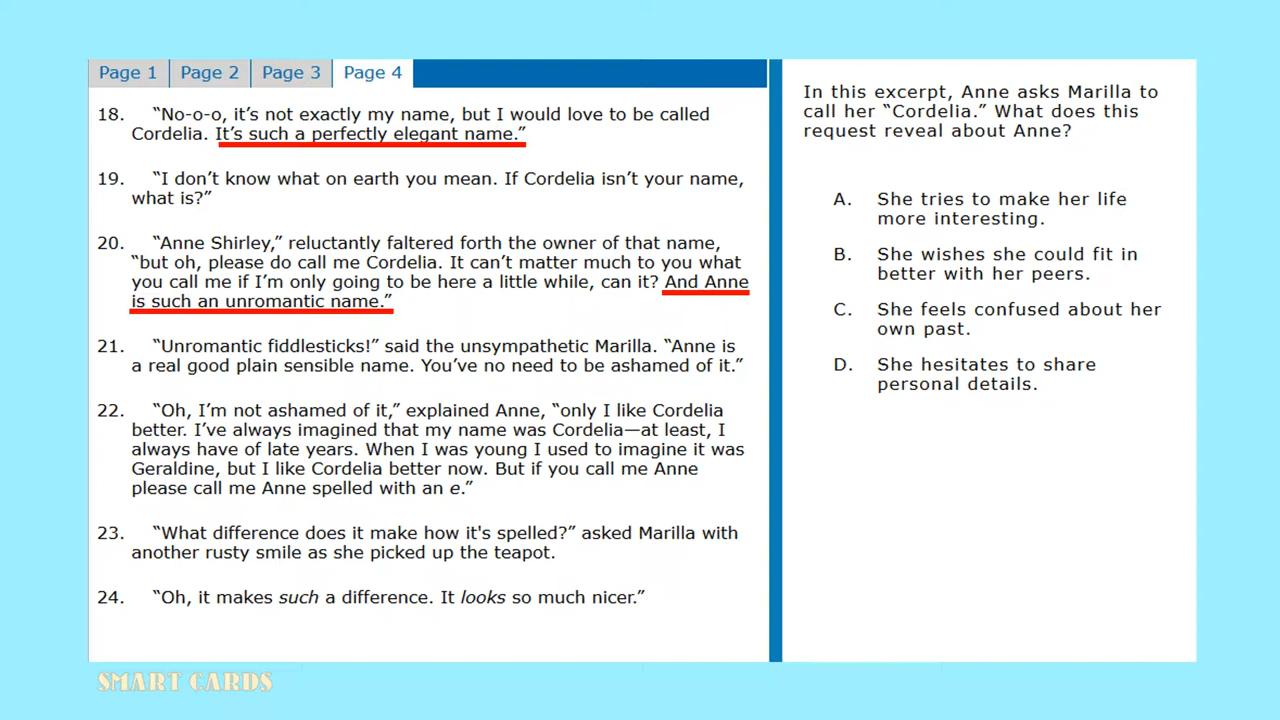 Page 1
Page 2
Page 3
Page 4
18. “No-o-o, it’s not exactly my name, but I would love to be called
Cordelia. It’s such a perfectly elegant name.”
19. “I don’t know what on earth you mean. If Cordelia isn’t your name,
what is?”
20. “Anne Shirley,” reluctantly faltered forth the owner of that name,
“but oh, please do call me Cordelia. It can’t matter much to you what
you call me if I’m only going to be here a little while, can it? And Anne
is such an unromantic name.”
21. “Unromantic fiddlesticks!” said the unsympathetic Marilla. “Anne is
a real good plain sensible name. You’ve no need to be ashamed of it.”
22. “Oh, I’m not ashamed of it,” explained Anne, “only I like Cordelia
better. I’ve always imagined that my name was Cordelia—at least, I
always have of late years. When I was young I used to imagine it was
Geraldine, but I like Cordelia better now. But if you call me Anne
please call me Anne spelled with an e.”
23. “What difference does it make how it's spelled?” asked Marilla with
another rusty smile as she picked up the teapot.
24. “Oh, it makes such a difference. It looks so much nicer.”
In this excerpt, Anne asks Marilla to
call her “Cordelia.” What does this
request reveal about Anne?
A. She tries to make her life
more interesting.
B. She wishes she could fit in
better with her peers.
C. She feels confused about her
own past.
D. She hesitates to share
personal details.
SMART CARDS